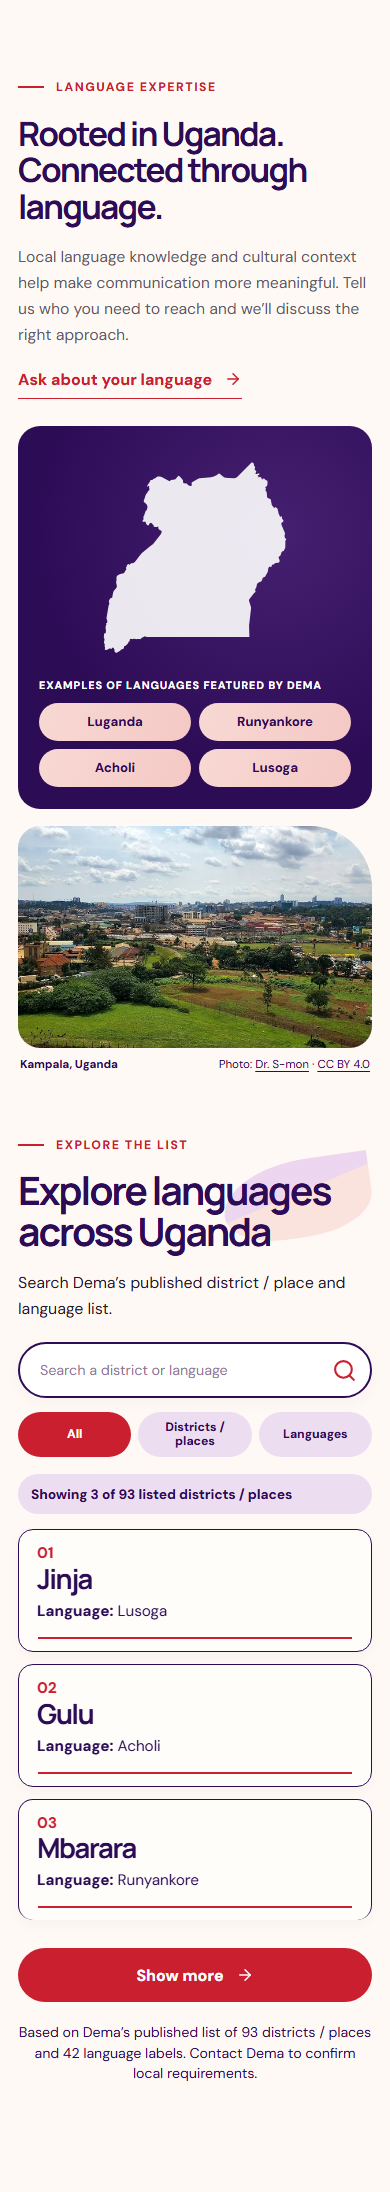 LANGUAGE EXPERTISE
Rooted in Uganda.
Connected through
language.
Local language knowledge and cultural context
help make communication more meaningful. Tell
us who you need to reach and we’ll discuss the
right approach.
Ask about your language →
EXAMPLES OF LANGUAGES FEATURED BY DEMA
Luganda
Runyankore
Acholi
Lusoga
Kampala, Uganda
Photo: Dr. S-mon · CC BY 4.0
EXPLORE THE LIST
Explore languages
across Uganda
Search Dema’s published district / place and
language list.
Search a district or language
All
Districts /
places
Languages
Showing 3 of 93 listed districts / places
01
Jinja
Language: Lusoga
02
Gulu
Language: Acholi
03
Mbarara
Language: Runyankore
Show more →
Based on Dema’s published list of 93 districts / places
and 42 language labels. Contact Dema to confirm
local requirements.